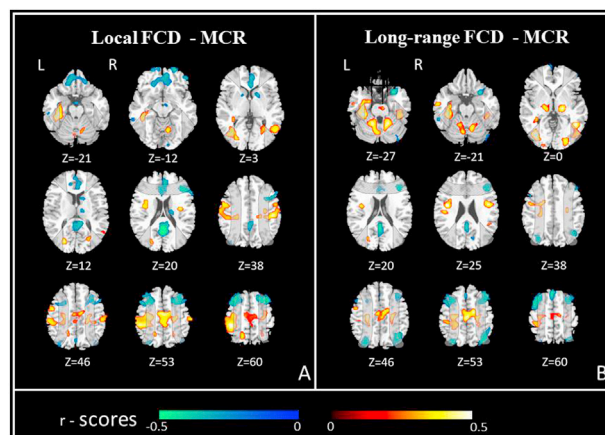 Local FCD - MCR
L R
Z=-21 Z=-12 Z=3
Z=12 Z=20 Z=38
Z=46 Z=53 Z=60
A
Long-range FCD - MCR
L R
Z=-27 Z=-21 Z=0
Z=20 Z=25 Z=38
Z=46 Z=53 Z=60
B
r - scores
-0.5 0 0 0.5